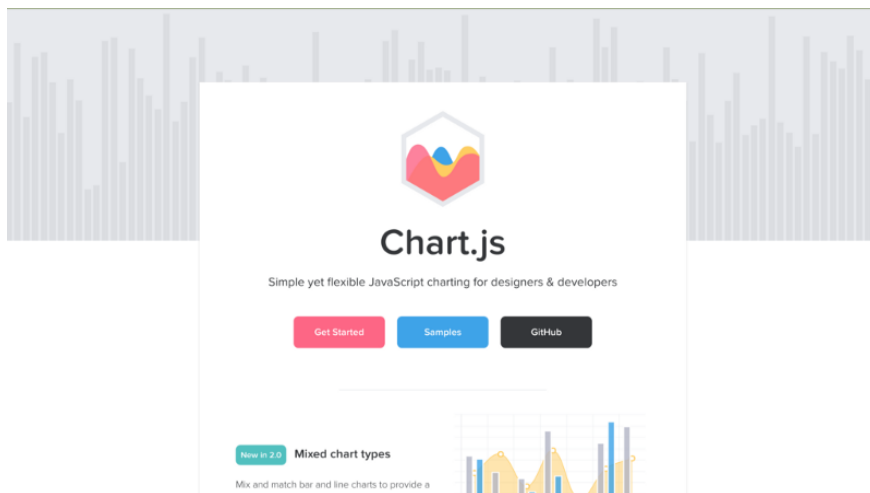 Chart.js
Simple yet flexible JavaScript charting for designers & developers
Get Started
Samples
GitHub
New in 2.0
Mixed chart types
Mix and match bar and line charts to provide a